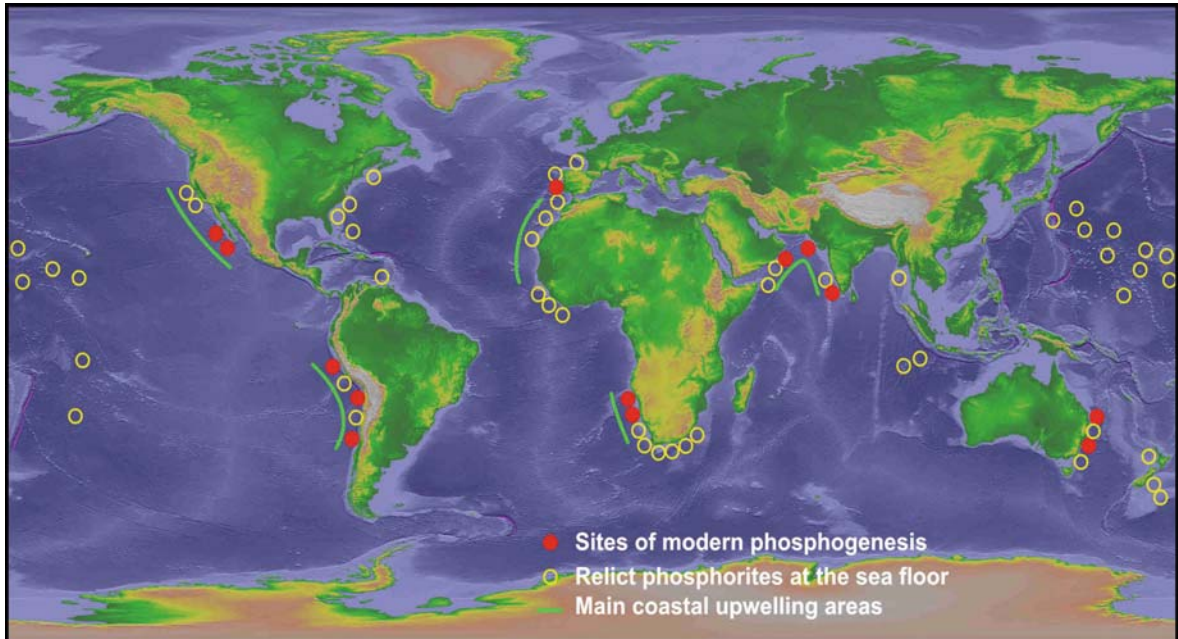 Sites of modern phosphogenesis
Relict phosphorites at the sea floor
Main coastal upwelling areas